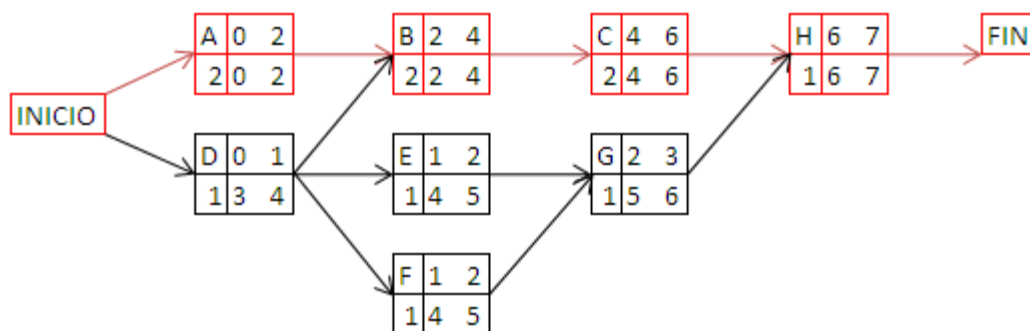 A 0 2 B 2 4 C 4 6 H 6 7 FIN
2 0 2 2 2 4 2 4 6 1 6 7
INICIO
D 0 1 E 1 2 G 2 3
1 3 4 1 4 5 1 5 6
F 1 2
1 4 5